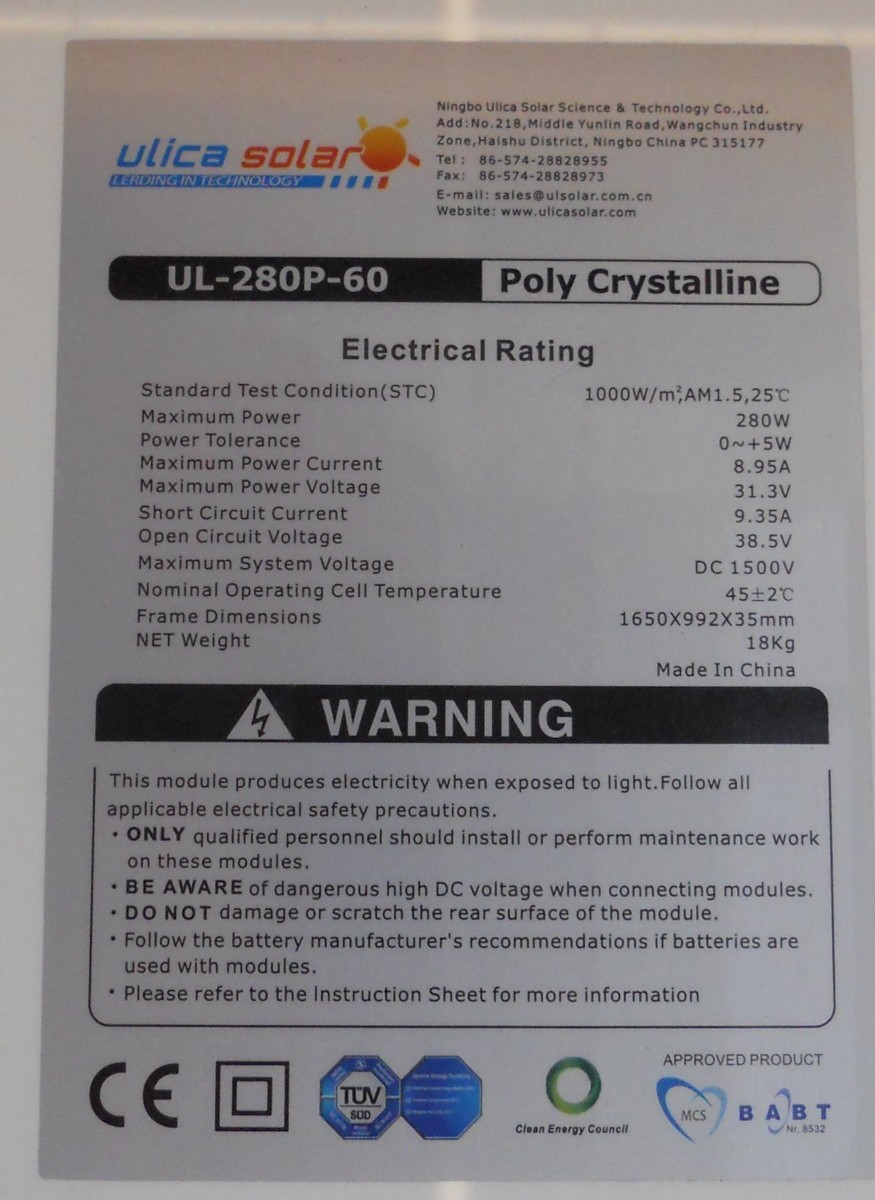 Ningbo Ulica Solar Science & Technology Co.,Ltd.
Add:No.218,Middle Yunlin Road,Wangchun Industry
Zone,Haishu District, Ningbo China PC 315177
Tel : 86-574-28828955
Fax: 86-574-28828973
E-mail: sales@ulsolar.com.cn
Website: www.ulicasolar.com
ulica solar
LERDING IN TECHNOLOGY
UL-280P-60 Poly Crystalline
Electrical Rating
Standard Test Condition(STC) 1000W/m²,AM1.5,25℃
Maximum Power 280W
Power Tolerance 0~+5W
Maximum Power Current 8.95A
Maximum Power Voltage 31.3V
Short Circuit Current 9.35A
Open Circuit Voltage 38.5V
Maximum System Voltage DC 1500V
Nominal Operating Cell Temperature 45±2℃
Frame Dimensions 1650X992X35mm
NET Weight 18Kg
Made In China
WARNING
This module produces electricity when exposed to light.Follow all
applicable electrical safety precautions.
· ONLY qualified personnel should install or perform maintenance work
on these modules.
· BE AWARE of dangerous high DC voltage when connecting modules.
· DO NOT damage or scratch the rear surface of the module.
· Follow the battery manufacturer's recommendations if batteries are
used with modules.
· Please refer to the Instruction Sheet for more information
CE
TÜV
SÜD
Clean Energy Council
APPROVED PRODUCT
MCS
BABT
Nr. 8532